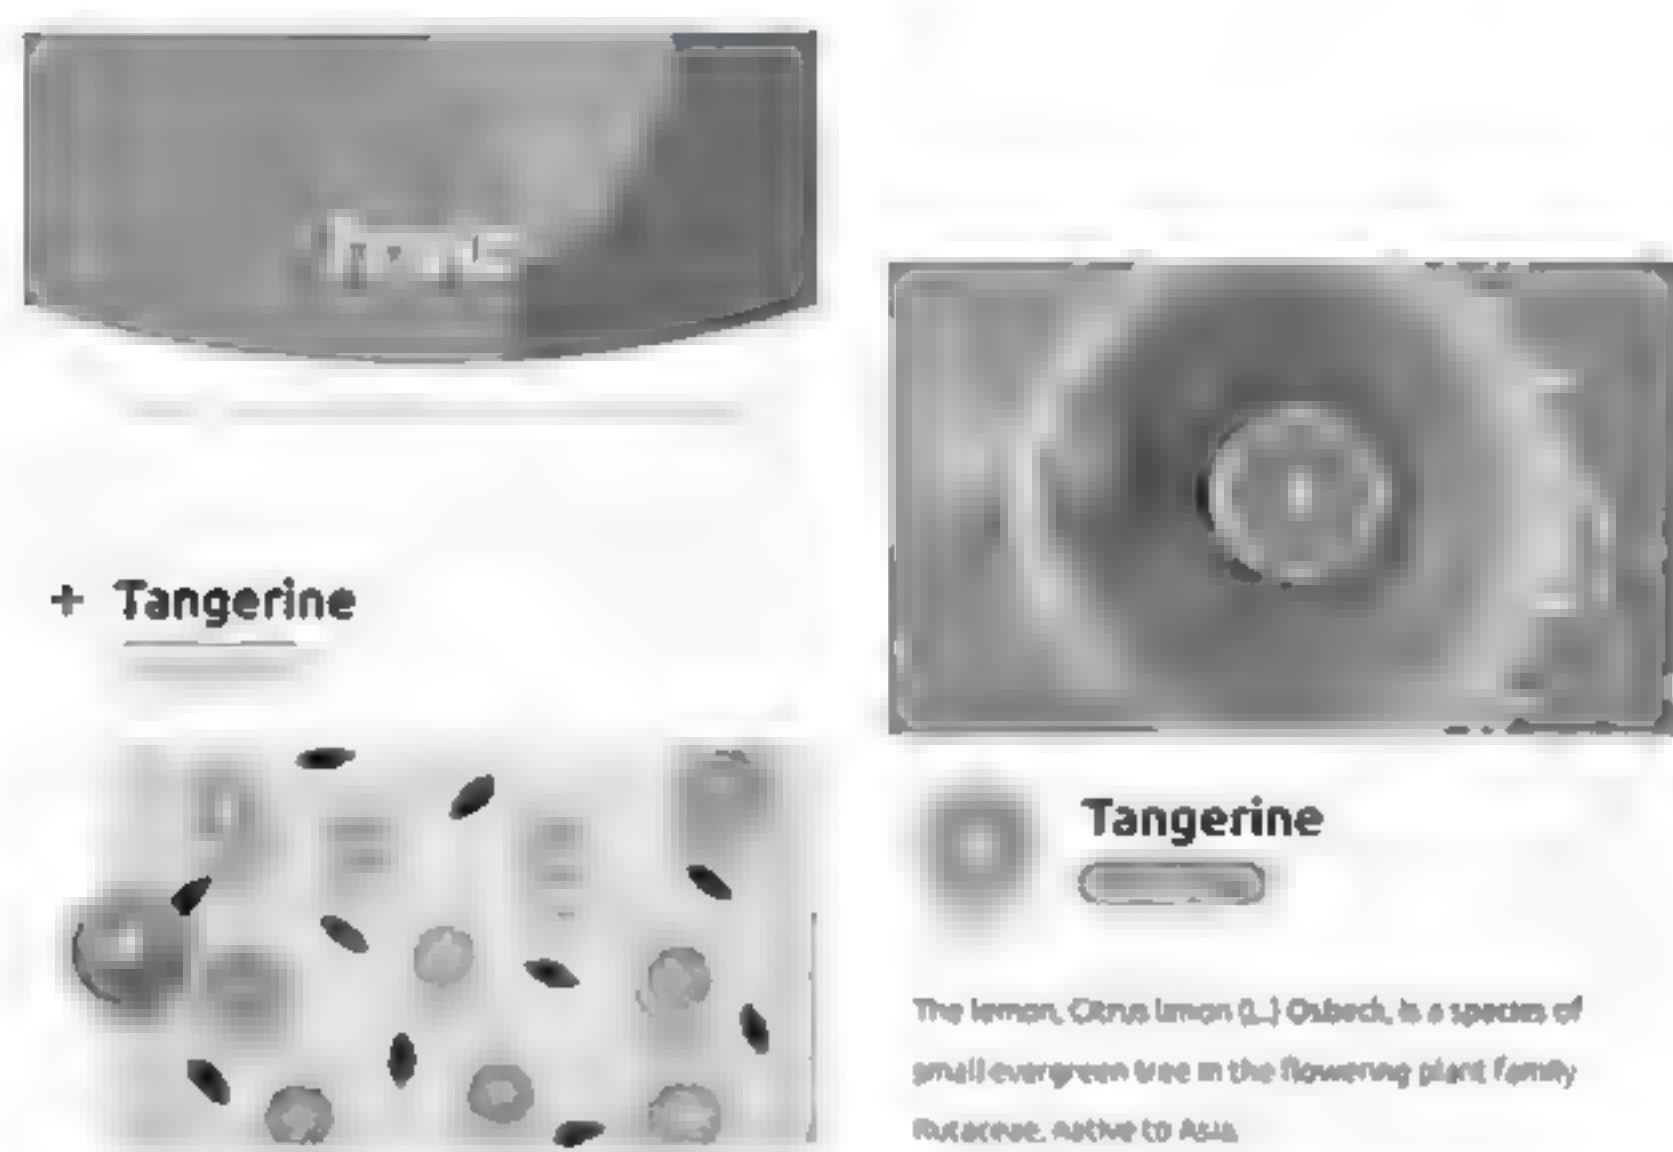 + Tangerine
Tangerine
The lemon, Citrus limon (L.) Osbeck, is a species of
small evergreen tree in the flowering plant family
Rutaceae, native to Asia.